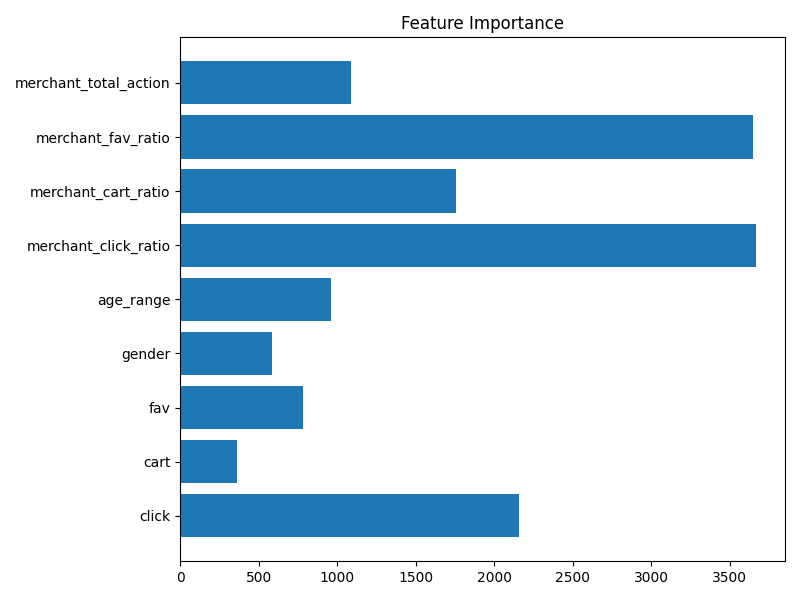 Feature Importance
merchant_total_action
merchant_fav_ratio
merchant_cart_ratio
merchant_click_ratio
age_range
gender
fav
cart
click
0 500 1000 1500 2000 2500 3000 3500